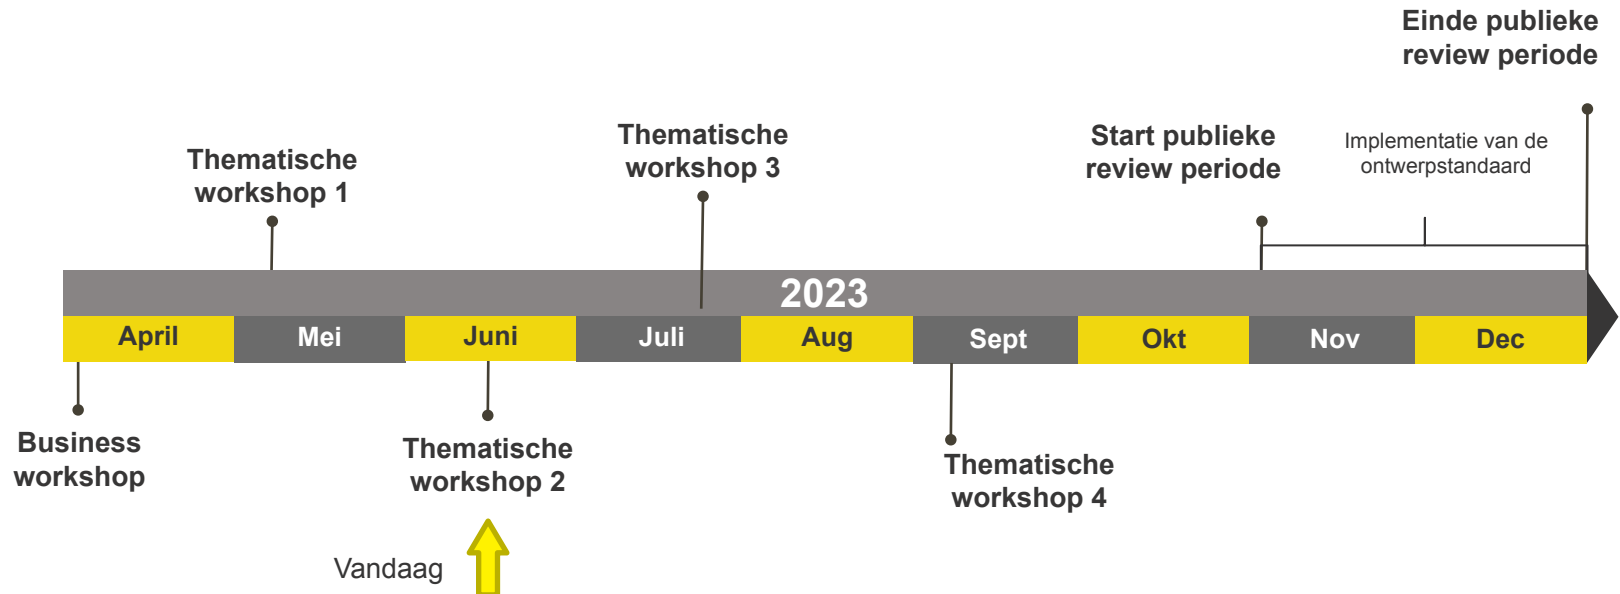 Einde publieke
review periode
Thematische
workshop 1
Thematische
workshop 3
Start publieke
review periode
Implementatie van de
ontwerpstandaard
2023
April
Mei
Juni
Juli
Aug
Sept
Okt
Nov
Dec
Business
workshop
Thematische
workshop 2
Thematische
workshop 4
Vandaag